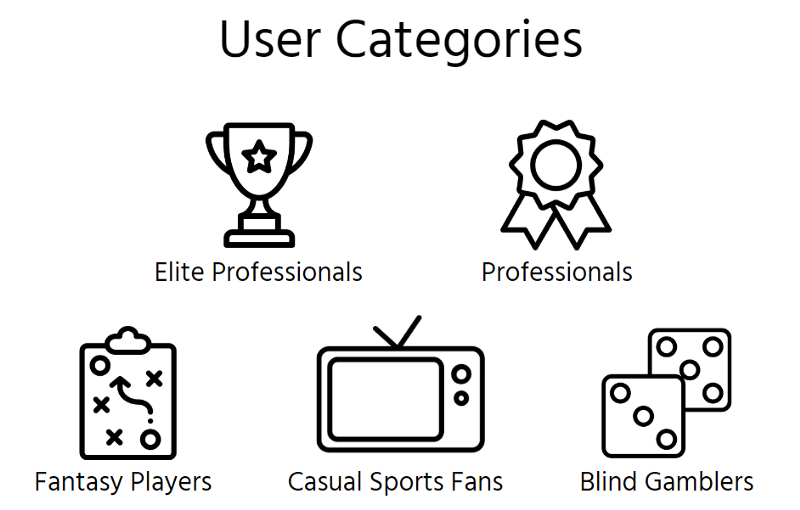 User Categories
Elite Professionals
Professionals
Fantasy Players
Casual Sports Fans
Blind Gamblers